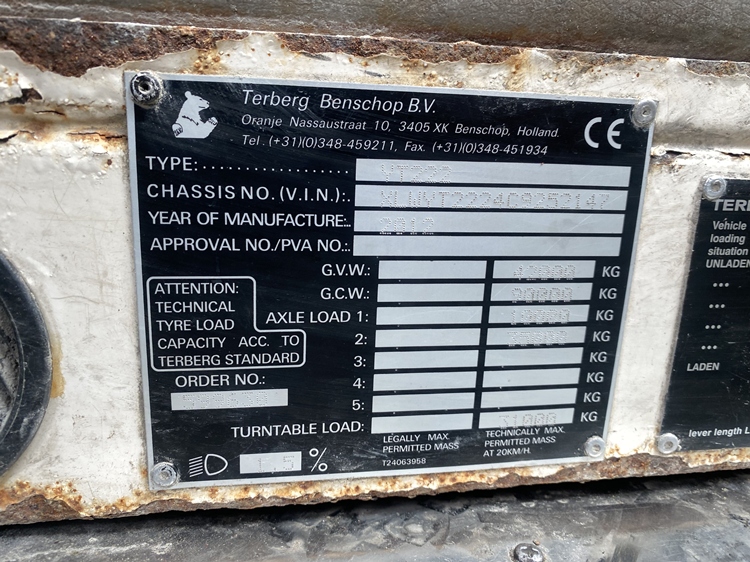 Terberg Benschop B.V.
Oranje Nassaustraat 10, 3405 XK Benschop, Holland.
Tel. (+31)(0)348-459211, Fax. (+31)(0)348-451934
CE
TYPE:
CHASSIS NO. (V.I.N.):.
YEAR OF MANUFACTURE:.. 2012
APPROVAL NO./PVA NO.:
G.V.W.: KG
G.C.W.: KG
AXLE LOAD 1: KG
2: KG
3: KG
4: KG
5: KG
TURNTABLE LOAD: 31000 KG
ATTENTION:
TECHNICAL
TYRE LOAD
CAPACITY ACC. TO
TERBERG STANDARD
ORDER NO.:
1,5 %
LEGALLY MAX.
PERMITTED MASS
T24063958
TECHNICALLY MAX.
PERMITTED MASS
AT 20KM/H.
Vehicle
loading
situation
UNLADEN
LADEN
lever length L